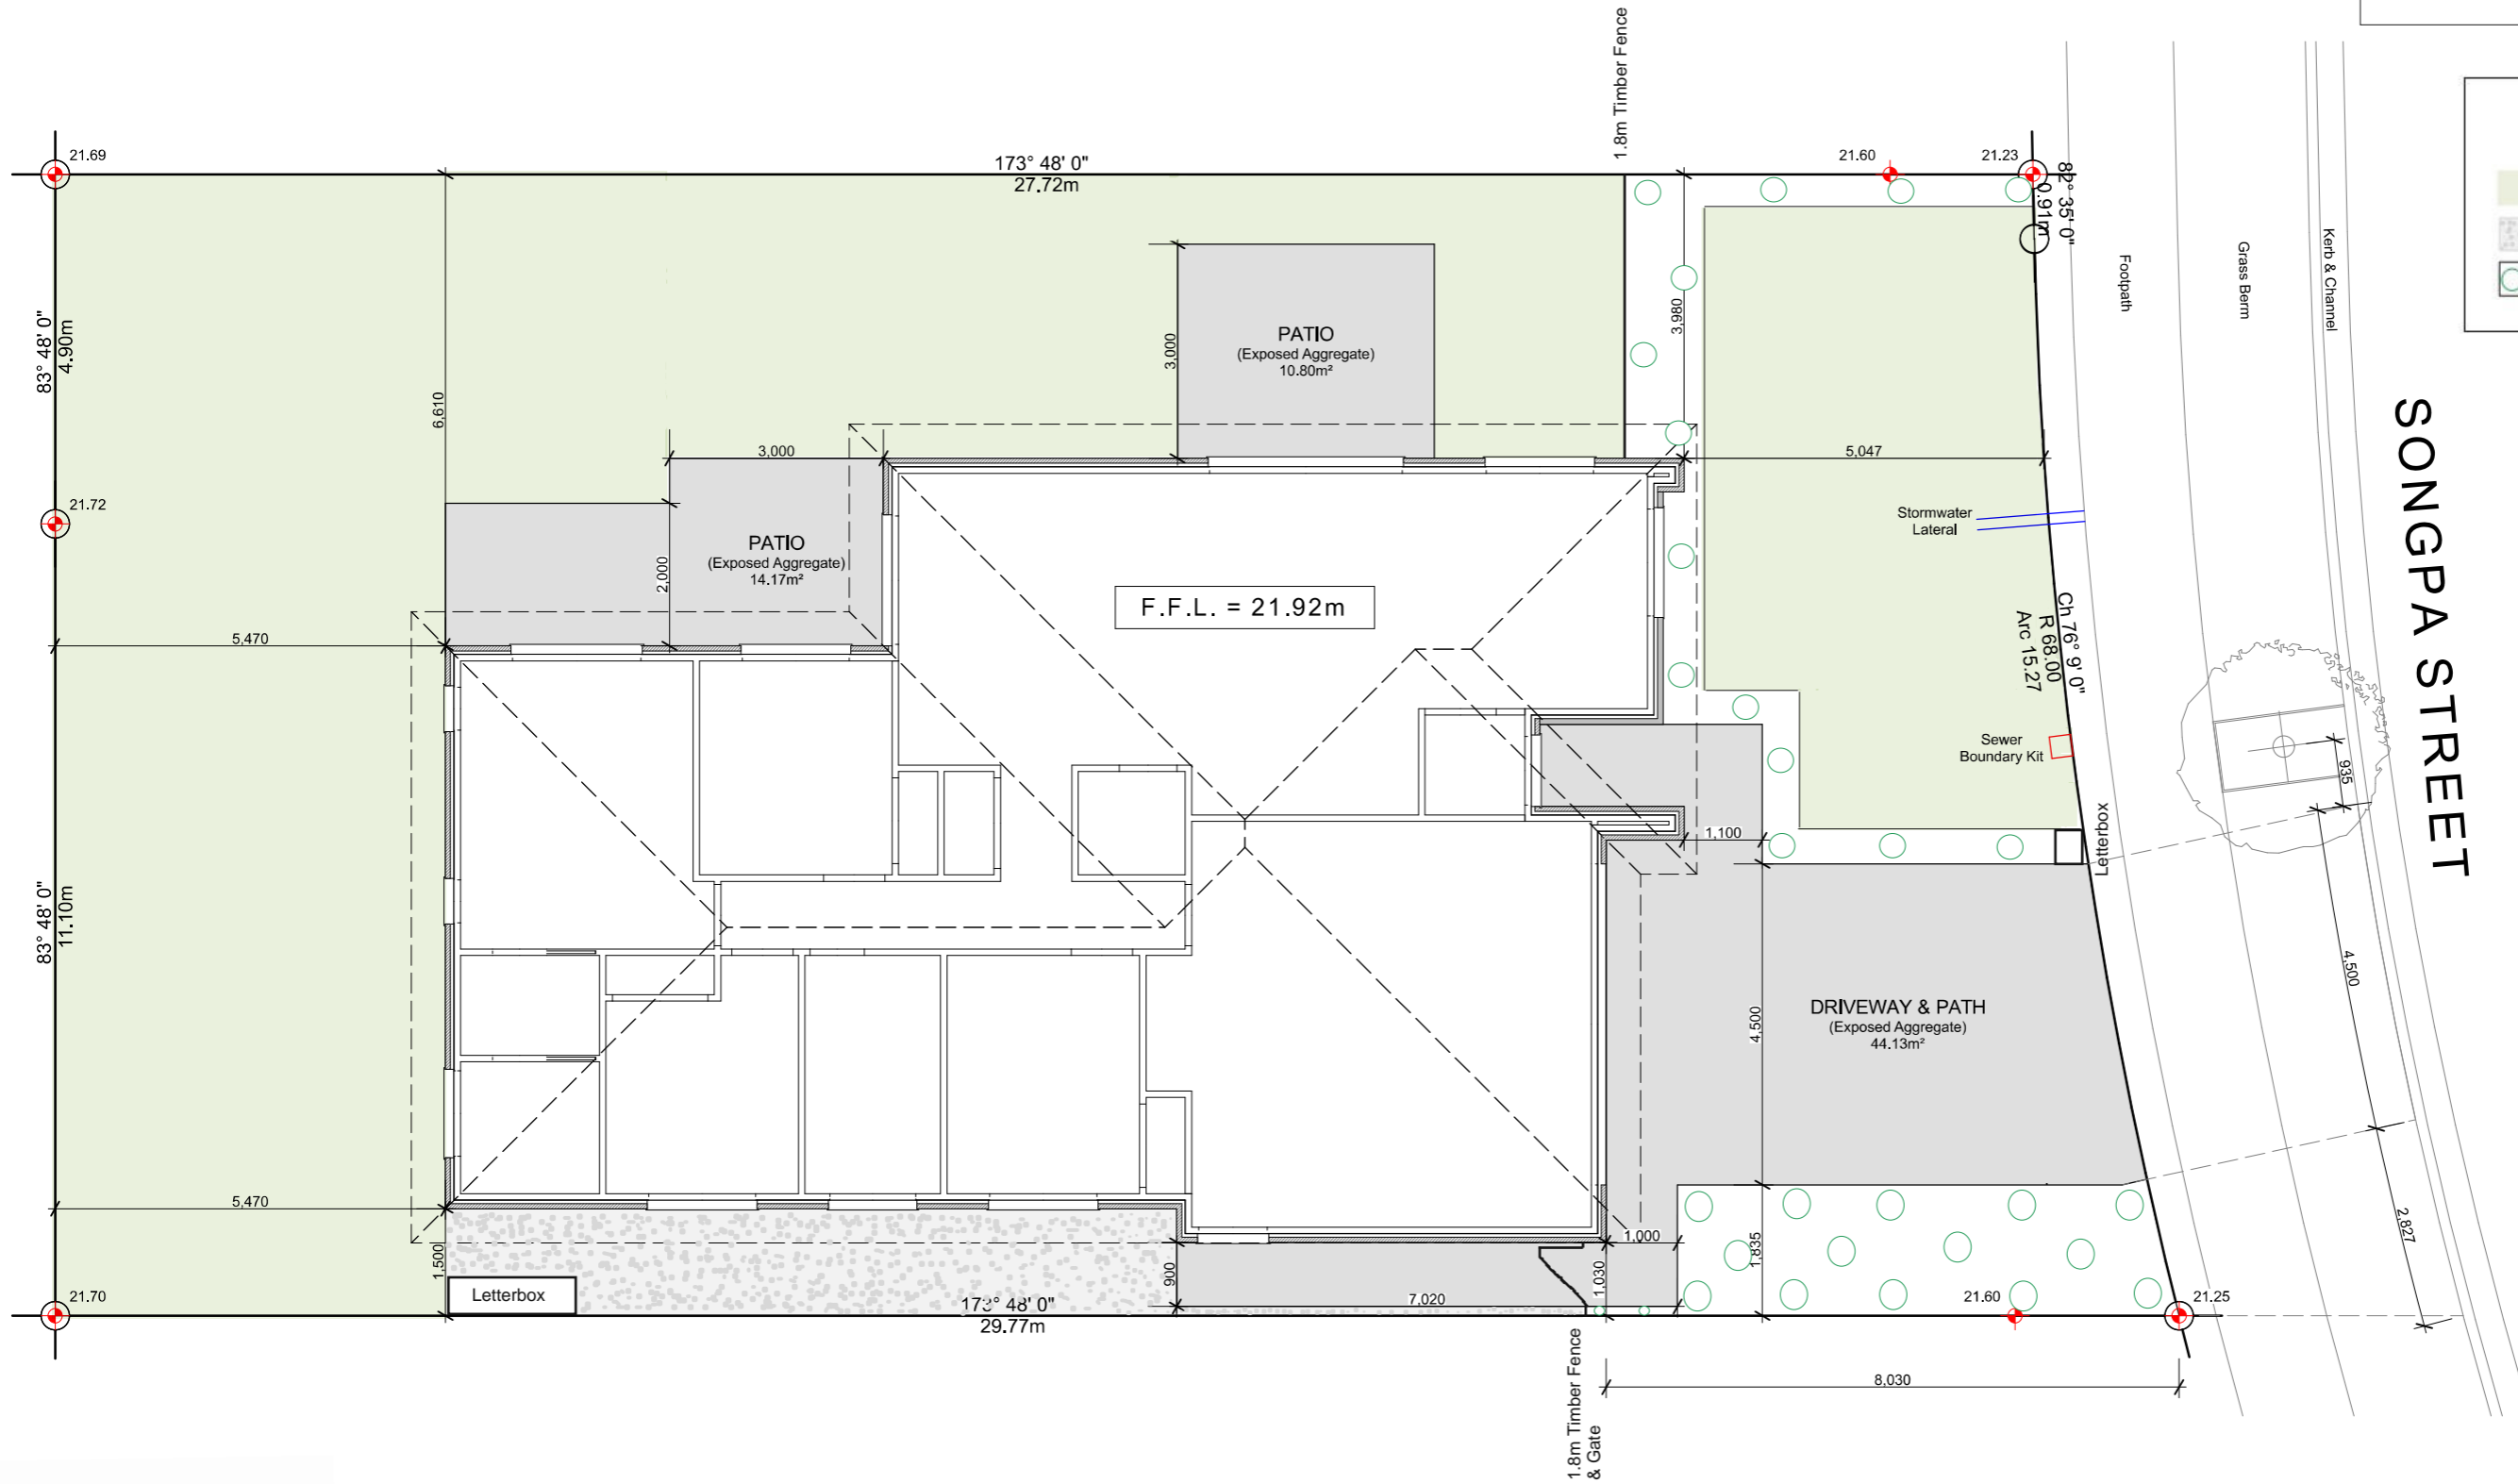 1.8m Timber Fence
21.69
173° 48' 0"
27.72m
21.60
21.23
82° 35' 0"
0.91m
Footpath
Grass Berm
Kerb & Channel
83° 48' 0"
4.90m
6,610
3,000
PATIO
(Exposed Aggregate)
10.80m²
3,980
SONGPA STREET
3,000
5,047
21.72
2,000
PATIO
(Exposed Aggregate)
14.17m²
Stormwater
Lateral
F.F.L. = 21.92m
Ch 76° 9' 0"
R 68.00
Arc 15.27
5,470
Sewer
Boundary Kit
935
Letterbox
1,100
83° 48' 0"
11.10m
4,500
4,500
DRIVEWAY & PATH
(Exposed Aggregate)
44.13m²
5,470
1,500
900
1,000
1,030
1,835
2,827
Letterbox
21.70
173° 48' 0"
29.77m
7,020
21.60
21.25
1.8m Timber Fence
& Gate
8,030